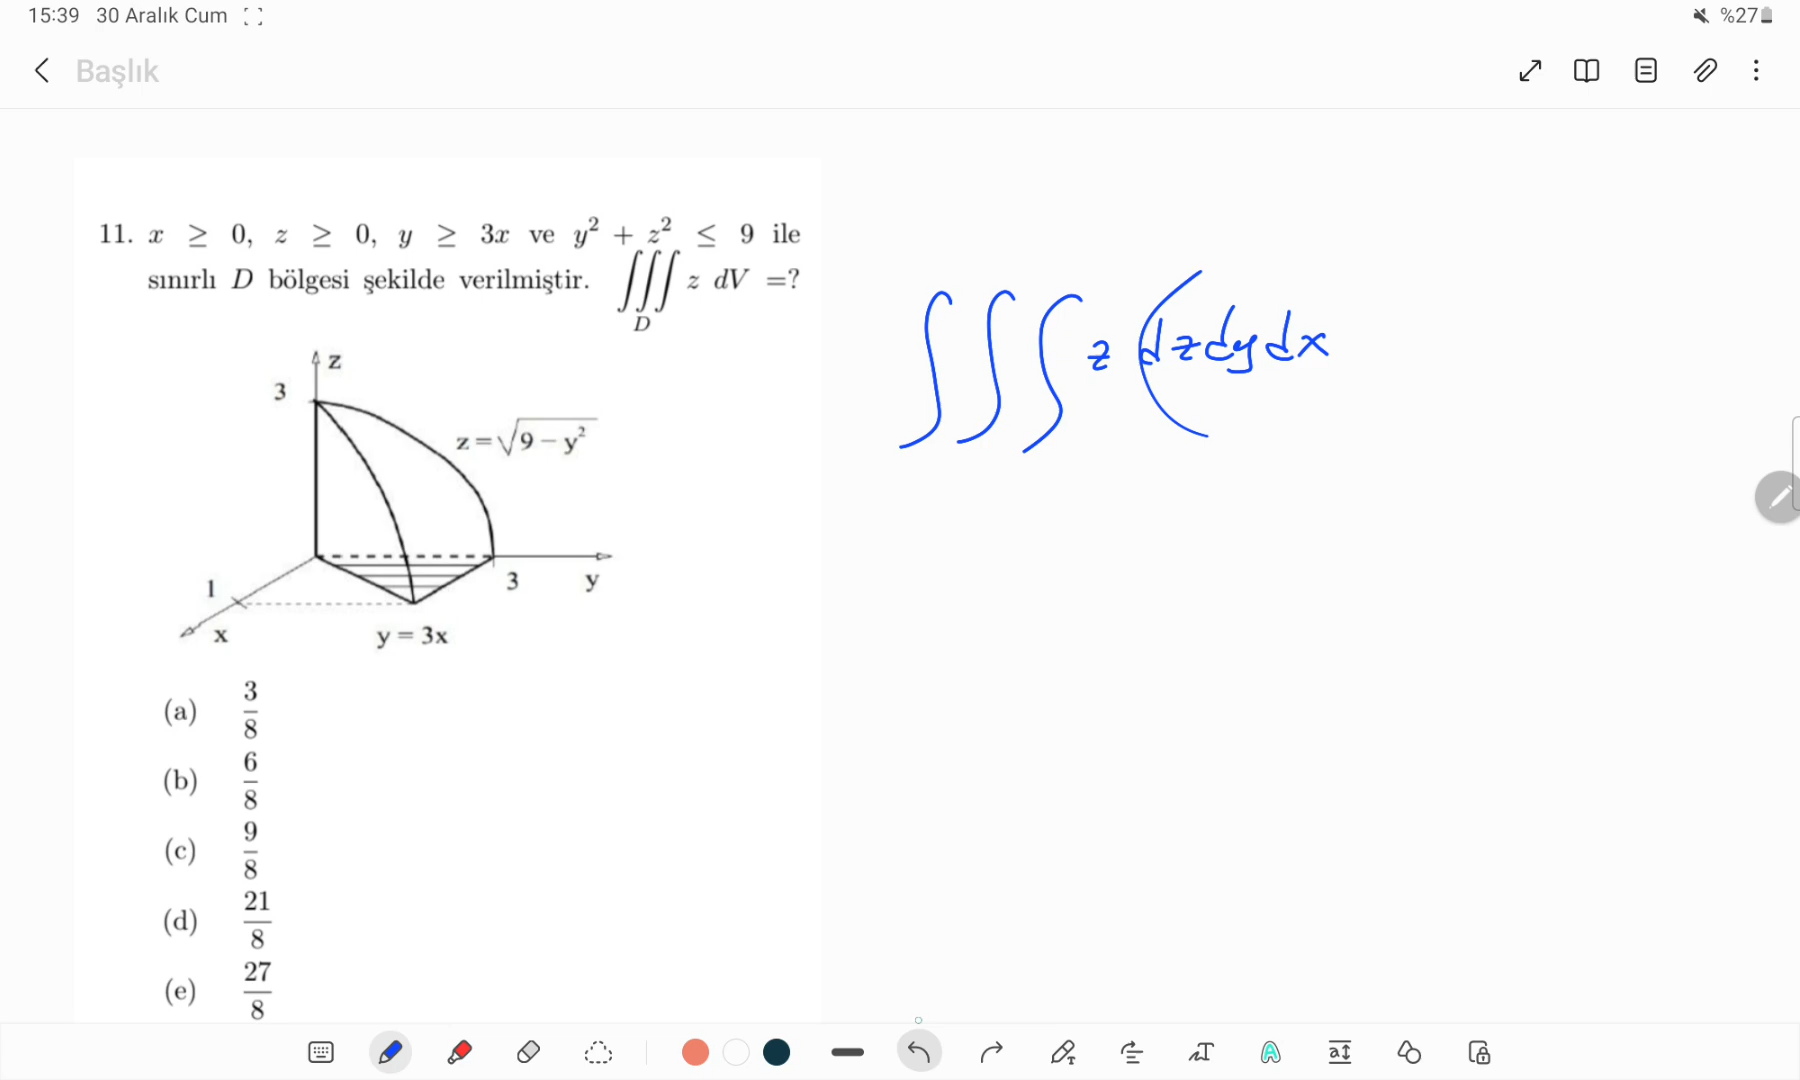 15:39 30 Aralık Cum %27
Başlık
11. x ≥ 0, z ≥ 0, y ≥ 3x ve y² + z² ≤ 9 ile
sınırlı D bölgesi şekilde verilmiştir. ∭_D z dV =?
∫∫∫ z (dzdydx
z
3
z = √(9 − y²)
1
3
y
x
y = 3x
(a) 3/8
(b) 6/8
(c) 9/8
(d) 21/8
(e) 27/8